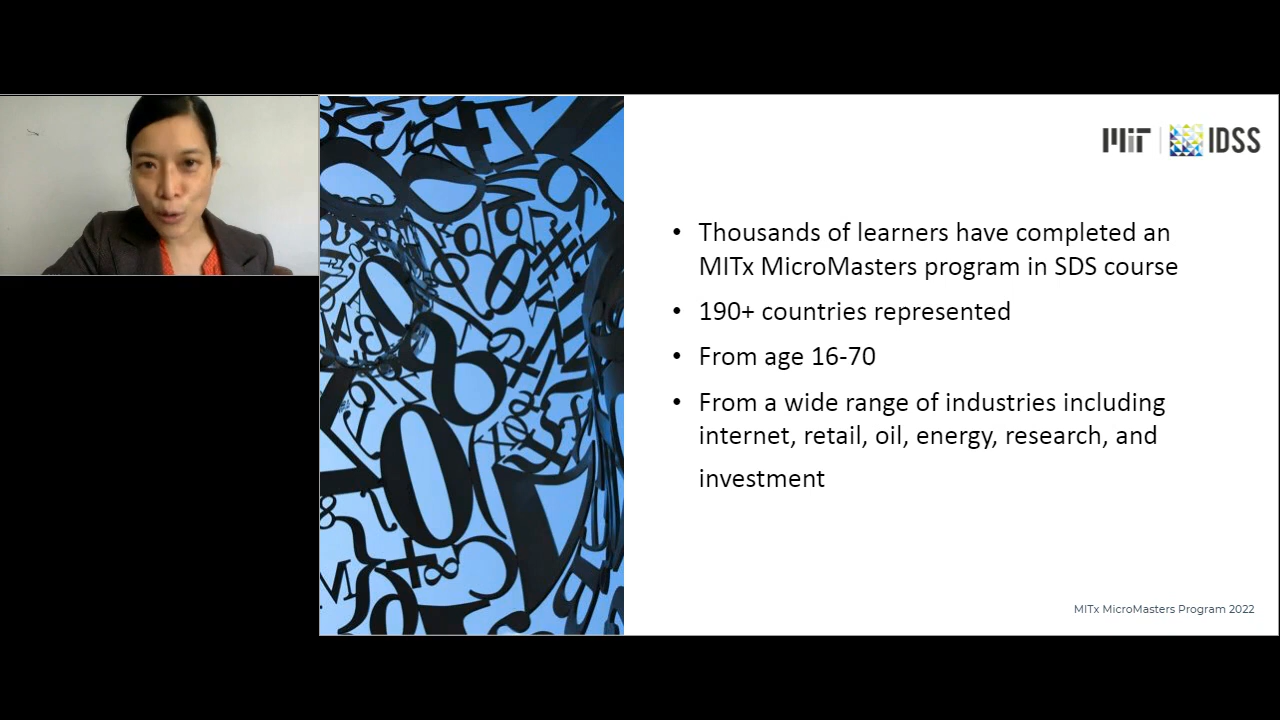 MIT | IDSS
• Thousands of learners have completed an
MITx MicroMasters program in SDS course
• 190+ countries represented
• From age 16-70
• From a wide range of industries including
internet, retail, oil, energy, research, and
investment
MITx MicroMasters Program 2022